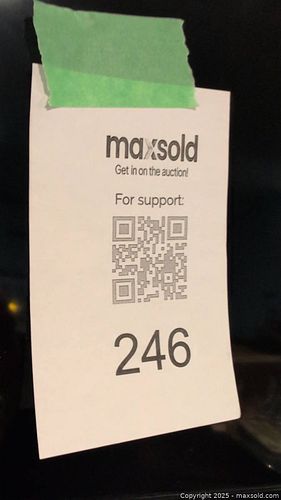 maxsold
Get in on the auction!
For support:
246
Copyright 2025 - maxsold.com